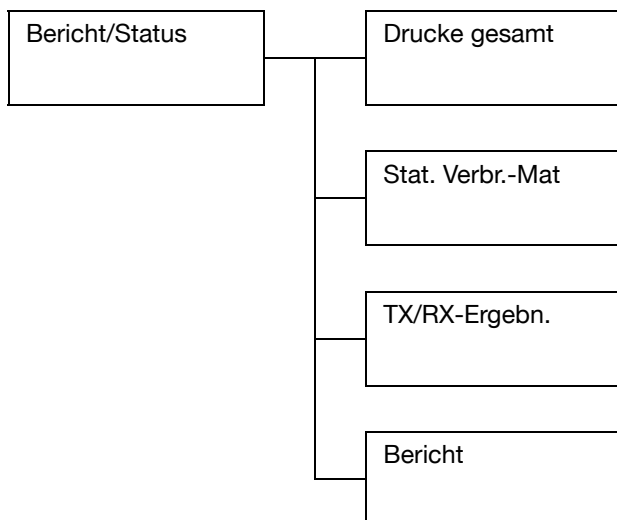 Bericht/Status
Drucke gesamt
Stat. Verbr.-Mat
TX/RX-Ergebn.
Bericht